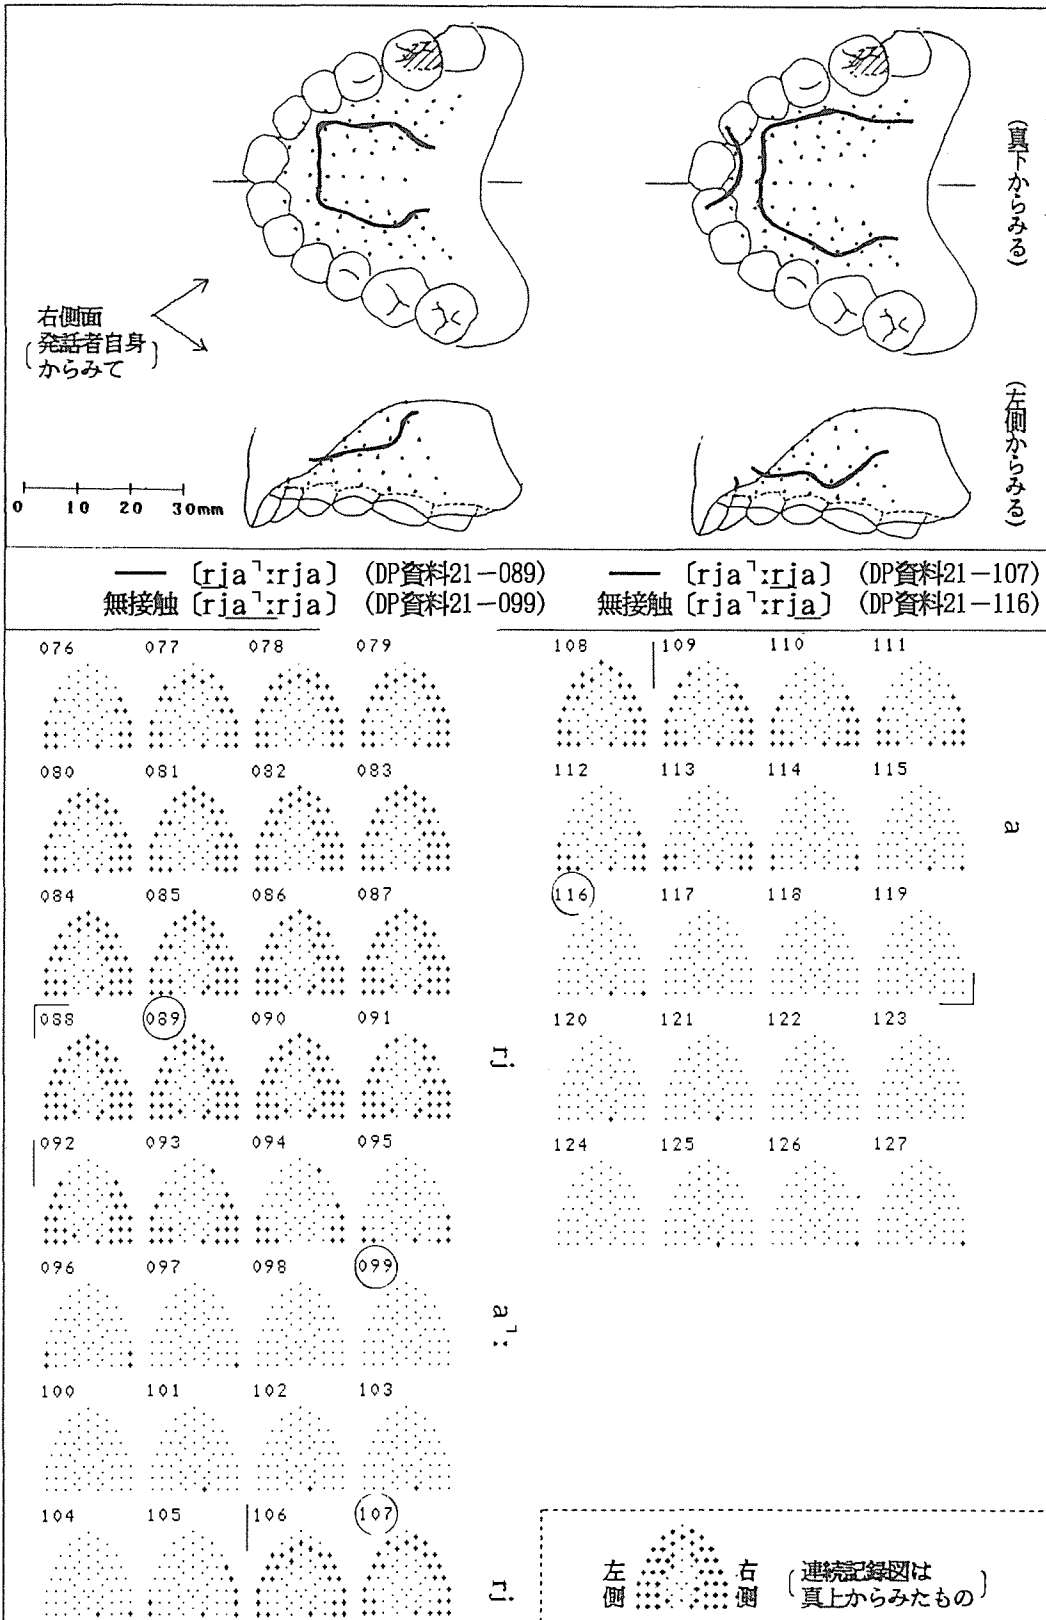 (真下からみる)
右側面
(発話者自身)
からみて
(左側からみる)
0 10 20 30mm
〔rja┐:rja〕 (DP資料21-089)
無接触〔rja┐:rja〕 (DP資料21-099)
〔rja┐:rja〕 (DP資料21-107)
無接触〔rja┐:rja〕 (DP資料21-116)
076 077 078 079
080 081 082 083
084 085 086 087
088 089 090 091
rj
092 093 094 095
096 097 098 099
a┐:
100 101 102 103
104 105 106 107
rj
108 109 110 111
112 113 114 115
a
116 117 118 119
120 121 122 123
124 125 126 127
左側
右側
(連続記録図は
真上からみたもの)